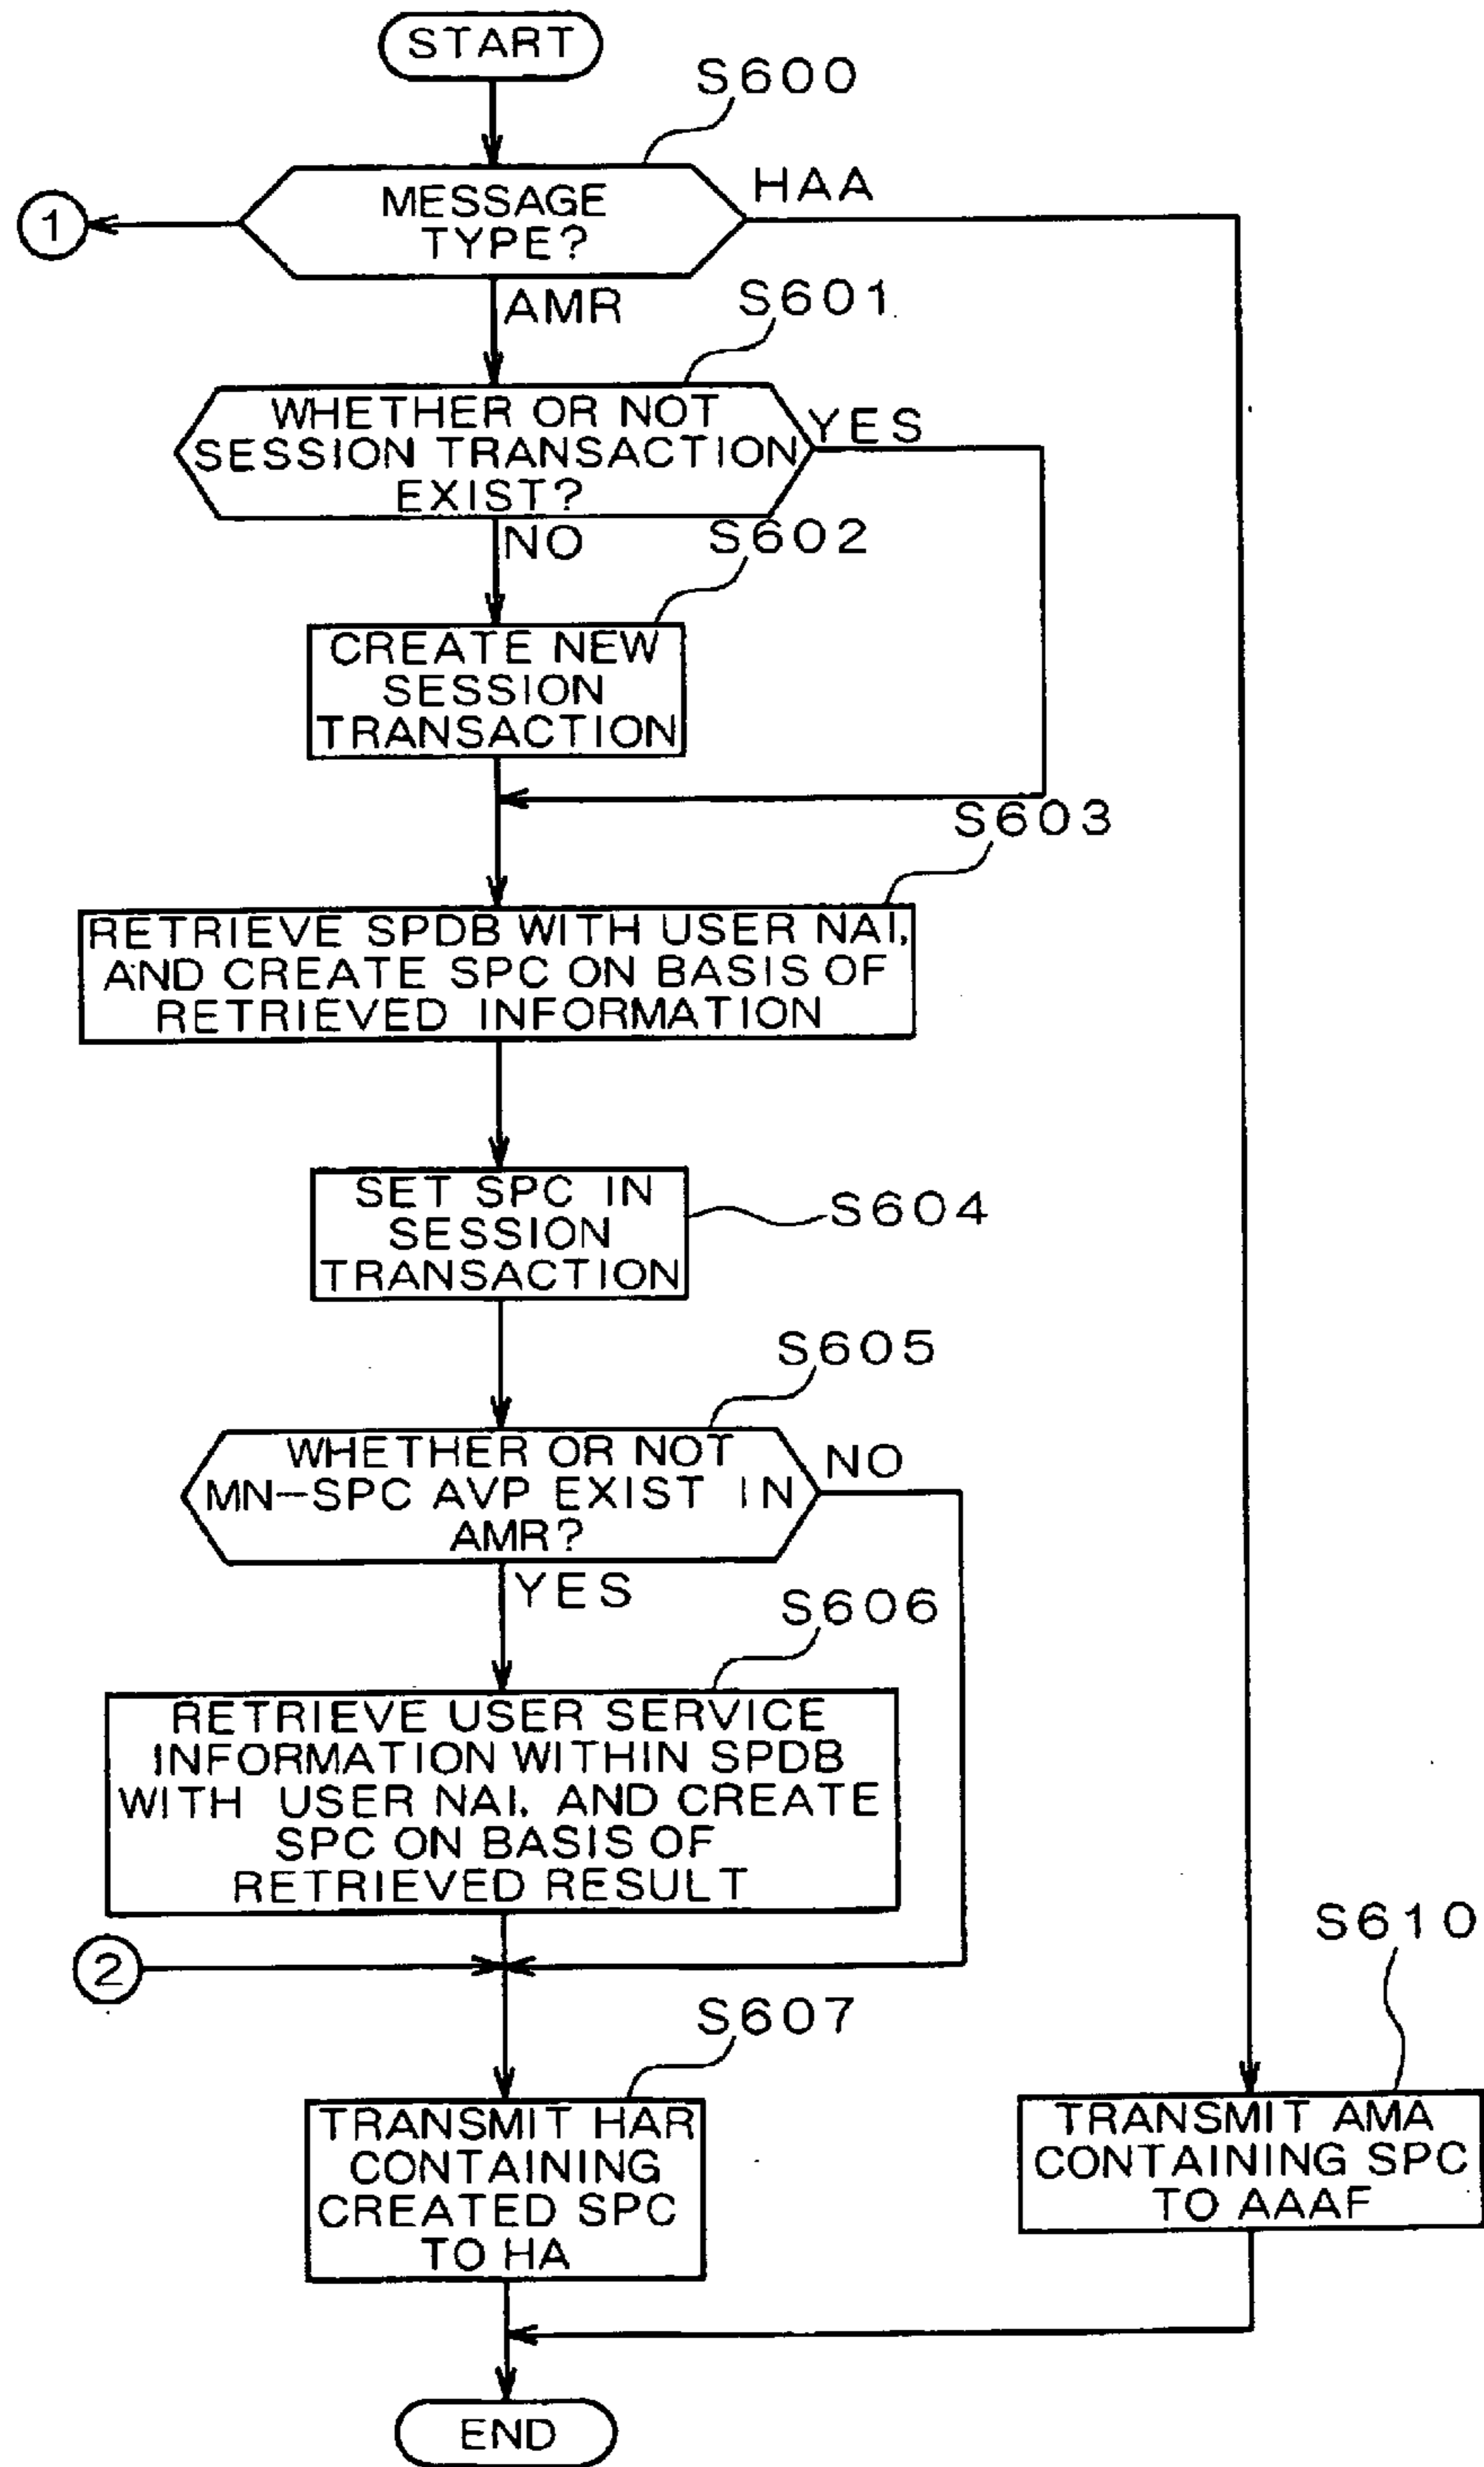 START
S600
MESSAGE
TYPE?
HAA
1
AMR
S601
WHETHER OR NOT
SESSION TRANSACTION
EXIST?
YES
NO
S602
CREATE NEW
SESSION
TRANSACTION
S603
RETRIEVE SPDB WITH USER NAI,
AND CREATE SPC ON BASIS OF
RETRIEVED INFORMATION
SET SPC IN
SESSION
TRANSACTION
S604
S605
WHETHER OR NOT
MN-SPC AVP EXIST IN
AMR?
NO
YES
S606
RETRIEVE USER SERVICE
INFORMATION WITHIN SPDB
WITH USER NAI, AND CREATE
SPC ON BASIS OF
RETRIEVED RESULT
2
S610
S607
TRANSMIT HAR
CONTAINING
CREATED SPC
TO HA
TRANSMIT AMA
CONTAINING SPC
TO AAAF
END